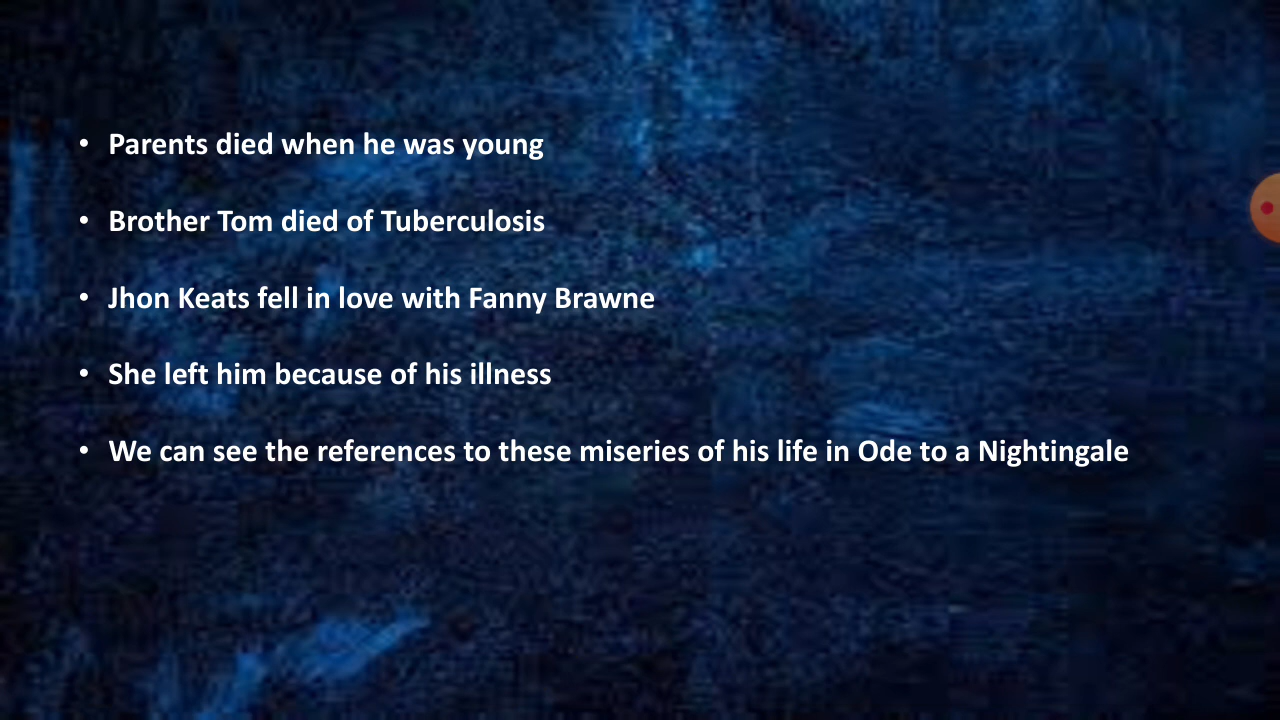 • Parents died when he was young
• Brother Tom died of Tuberculosis
• Jhon Keats fell in love with Fanny Brawne
• She left him because of his illness
• We can see the references to these miseries of his life in Ode to a Nightingale